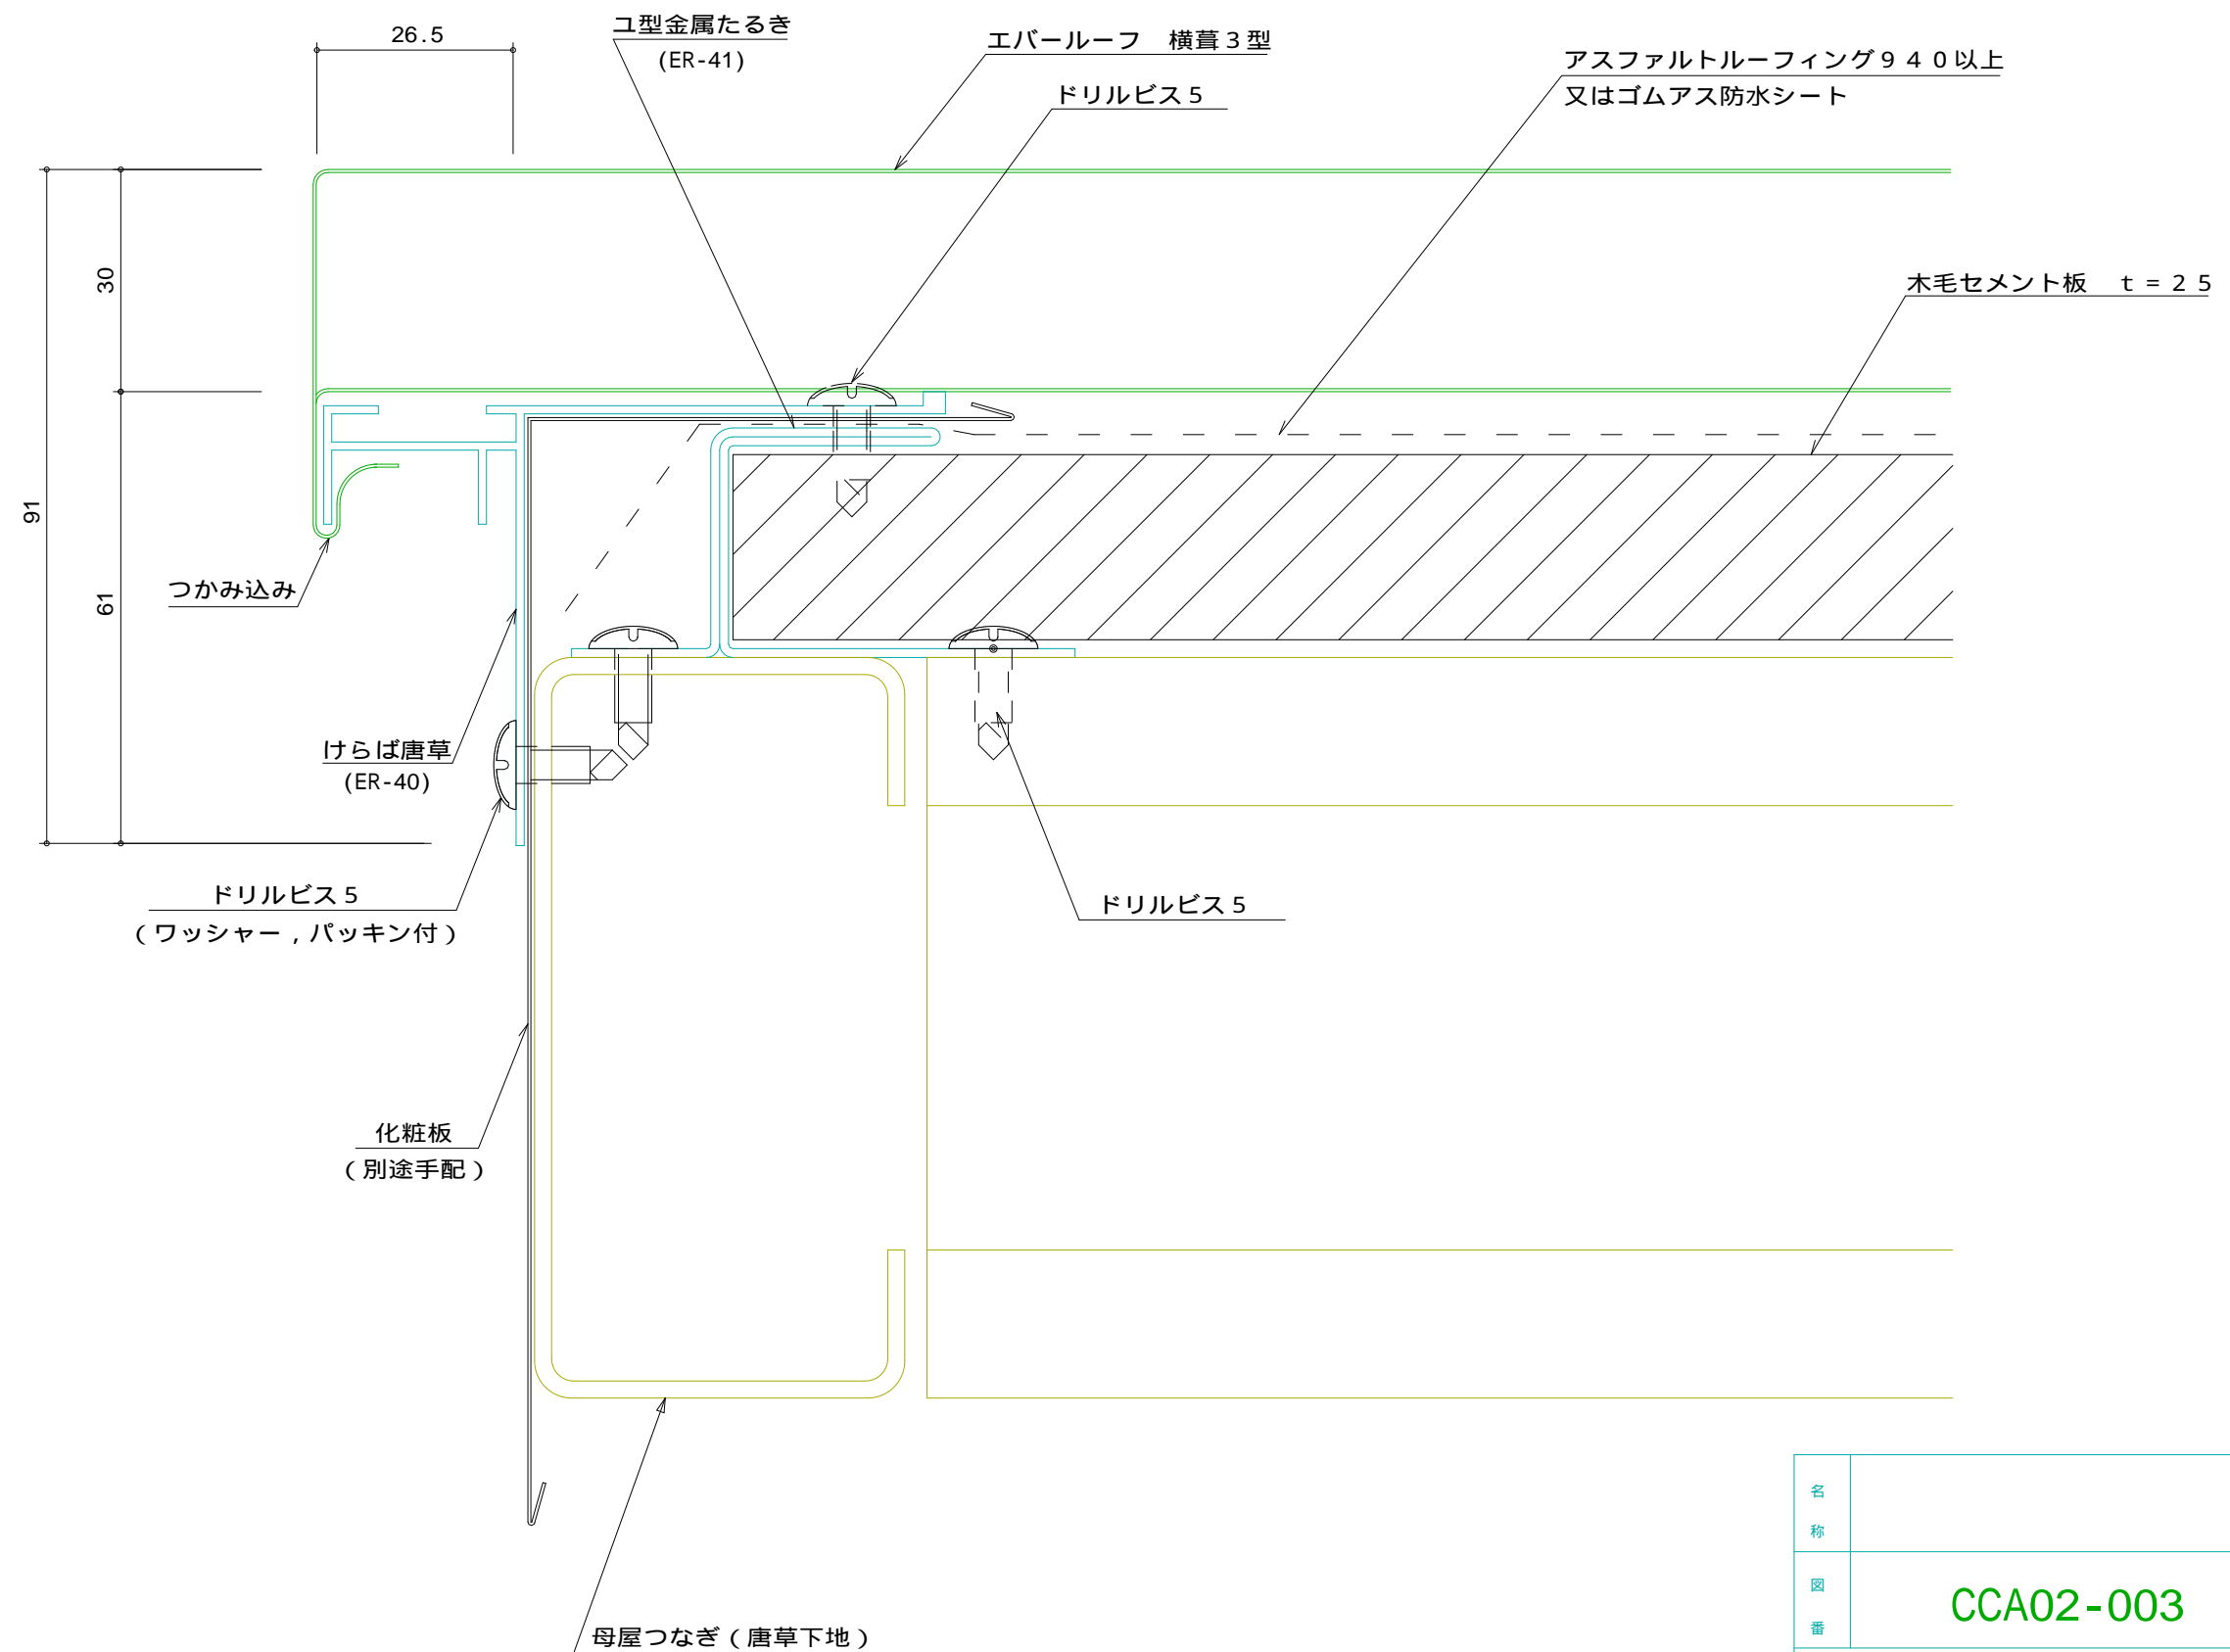 26.5
ユ型金属たるき
(ER-41)
エバールーフ　横葺３型
ドリルビス５
アスファルトルーフィング９４０以上
又はゴムアス防水シート
木毛セメント板　ｔ＝２５
30
91
61
つかみ込み
けらば唐草
(ER-40)
ドリルビス５
（ワッシャー，パッキン付）
ドリルビス５
化粧板
（別途手配）
母屋つなぎ（唐草下地）
名称
図番
CCA02-003